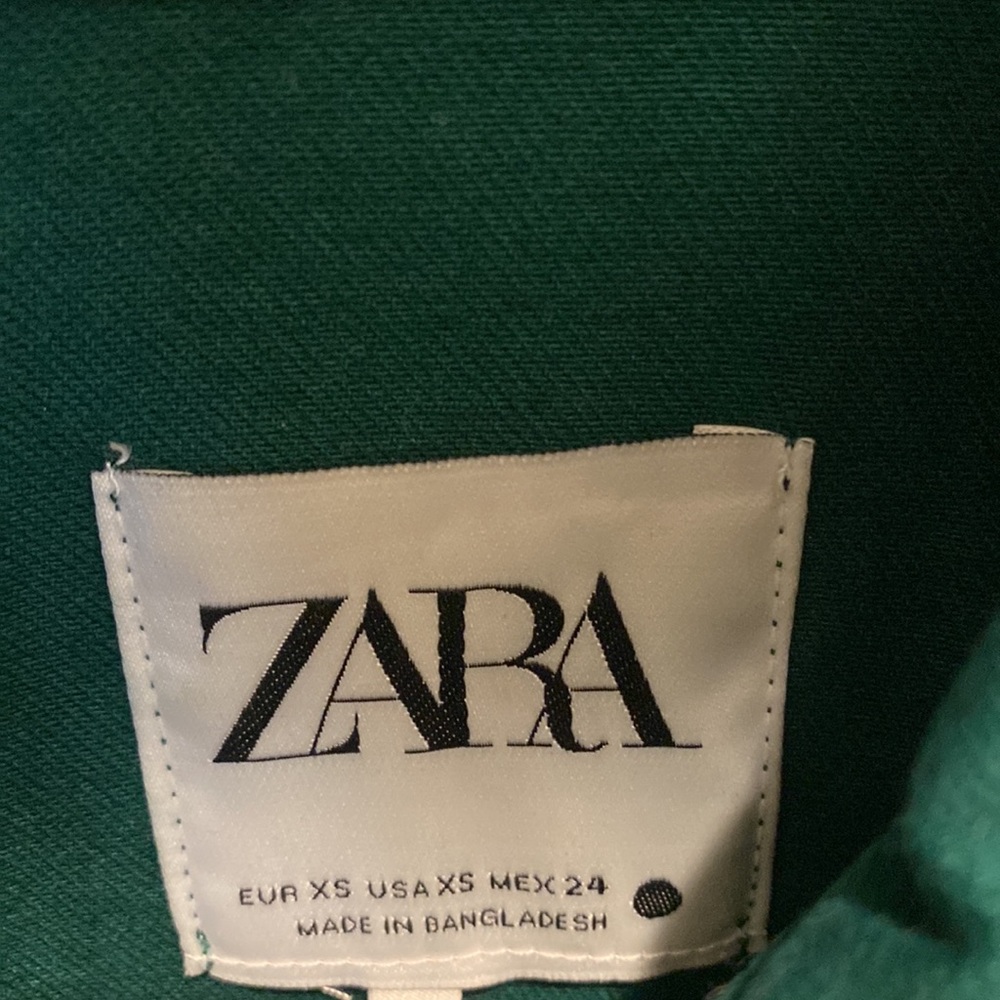 ZARA
EUR XS USA XS MEX 24
MADE IN BANGLADESH